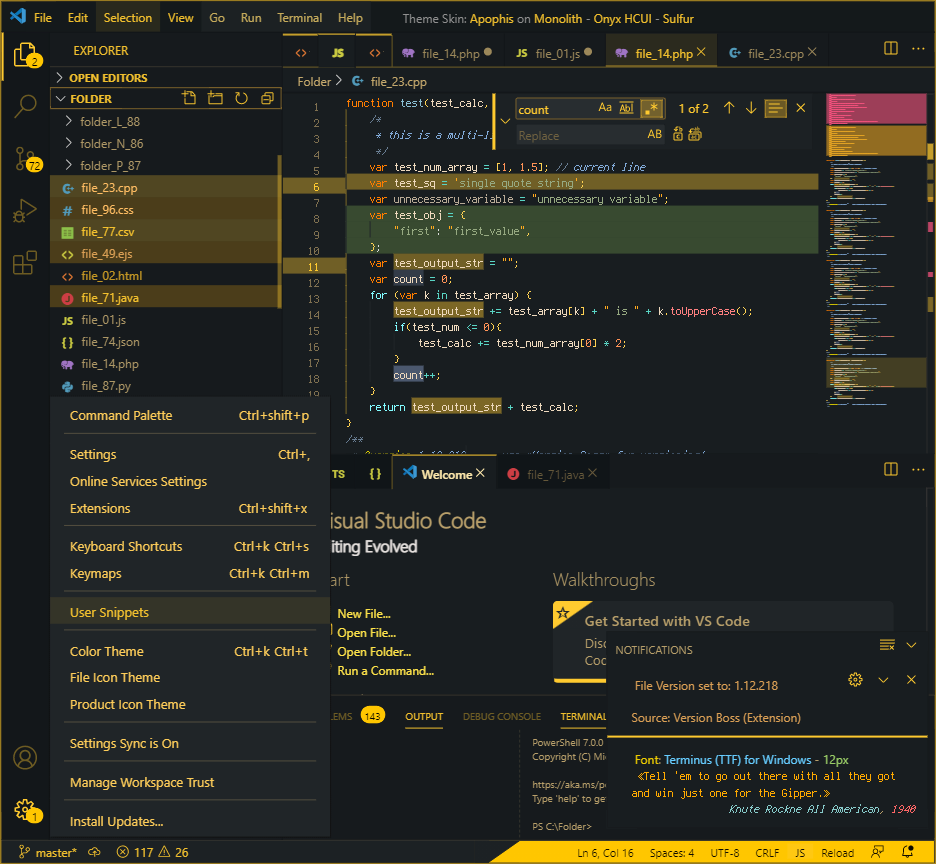 File Edit Selection View Go Run Terminal Help Theme Skin: Apophis on Monolith - Onyx HCUI - Sulfur
EXPLORER
JS file_14.php JS file_01.js file_14.php file_23.cpp
OPEN EDITORS
Folder > file_23.cpp
FOLDER
folder_L_88
folder_N_86
folder_P_87
file_23.cpp
file_96.css
file_77.csv
file_49.ejs
file_02.html
file_71.java
JS file_01.js
{} file_74.json
file_14.php
file_87.py
2
72
1
count Aa Abl .* 1 of 2
Replace AB
1 function test(test_calc,
2 /*
3 * this is a multi-l
4 */
5 var test_num_array = [1, 1.5]; // current line
6 var test_sq = 'single quote string';
7 var unnecessary_variable = "unnecessary variable";
8 var test_obj = {
9 "first": "first_value",
10 };
11 var test_output_str = "";
12 var count = 0;
13 for (var k in test_array) {
14 test_output_str += test_array[k] + " is " + k.toUpperCase();
15 if(test_num <= 0){
16 test_calc += test_num_array[0] * 2;
17 }
18 count++;
19 }
return test_output_str + test_calc;
}
/**
Command Palette Ctrl+shift+p
Settings Ctrl+,
Online Services Settings
Extensions Ctrl+shift+x
Keyboard Shortcuts Ctrl+k Ctrl+s
Keymaps Ctrl+k Ctrl+m
User Snippets
Color Theme Ctrl+k Ctrl+t
File Icon Theme
Product Icon Theme
Settings Sync is On
Manage Workspace Trust
Install Updates...
TS {} Welcome file_71.java
isual Studio Code
iting Evolved
art
New File...
Open File...
Open Folder...
Run a Command...
Walkthroughs
Get Started with VS Code
Disc
Coc
LEMS 143 OUTPUT DEBUG CONSOLE TERMINAL
PowerShell 7.0.0
Copyright (C) Mi
https://aka.ms/p
Type 'help' to ge
PS C:\Folder>
NOTIFICATIONS
File Version set to: 1.12.218
Source: Version Boss (Extension)
Font: Terminus (TTF) for Windows - 12px
《Tell 'em to go out there with all they got
and win just one for the Gipper.》
Knute Rockne All American, 1940
master* 117 26 Ln 6, Col 16 Spaces: 4 UTF-8 CRLF JS Reload